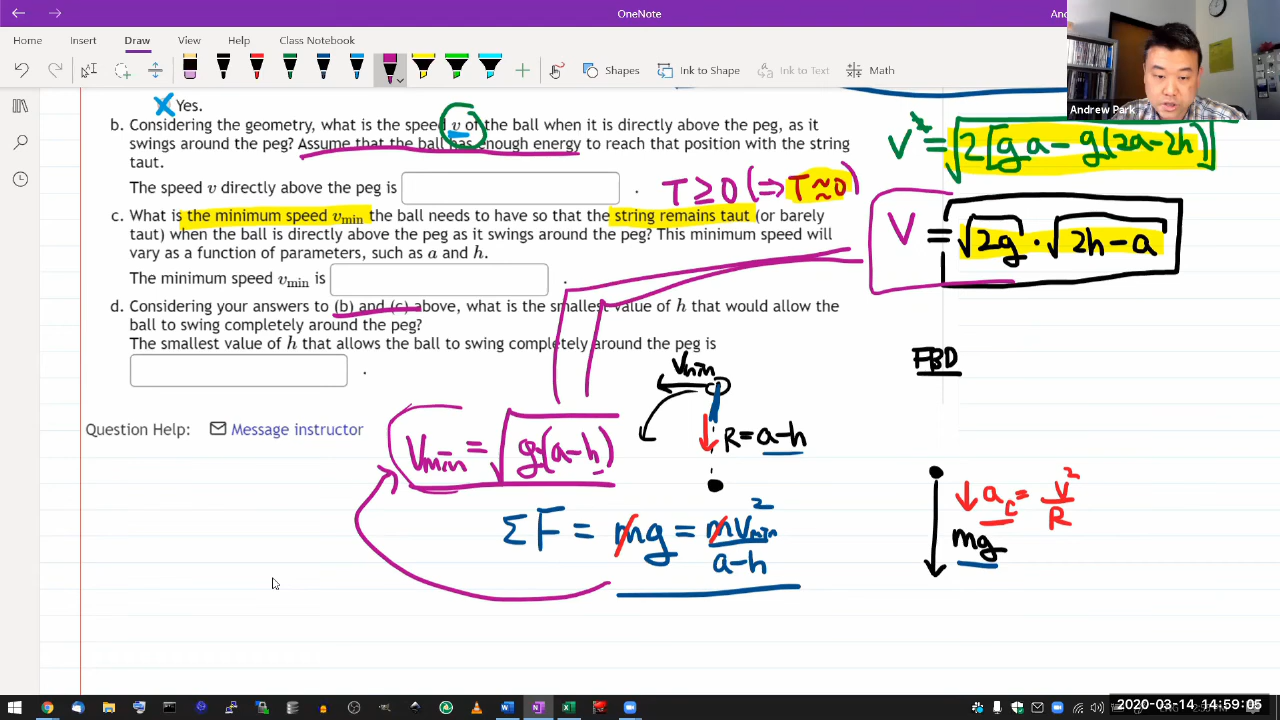 OneNote
And
Home Insert Draw View Help Class Notebook
Shapes Ink to Shape Ink to Text Math
Andrew Park
Yes.
b. Considering the geometry, what is the speed v of the ball when it is directly above the peg, as it
swings around the peg? Assume that the ball has enough energy to reach that position with the string
taut.
The speed v directly above the peg is .
V² = √2[ga - g(2a-2h)]
T ≥ 0 (⇒ T ≈ 0)
c. What is the minimum speed vmin the ball needs to have so that the string remains taut (or barely
taut) when the ball is directly above the peg as it swings around the peg? This minimum speed will
vary as a function of parameters, such as a and h.
V = √2g · √2h-a
The minimum speed vmin is .
d. Considering your answers to (b) and (c) above, what is the smallest value of h that would allow the
ball to swing completely around the peg?
The smallest value of h that allows the ball to swing completely around the peg is
.
Vmin
FBD
Question Help: Message instructor
R = a-h
Vmin = √g(a-h)
ac = v²/R
mg
ΣF = mg = mvmin²/a-h
2020-03-14 14:59:05